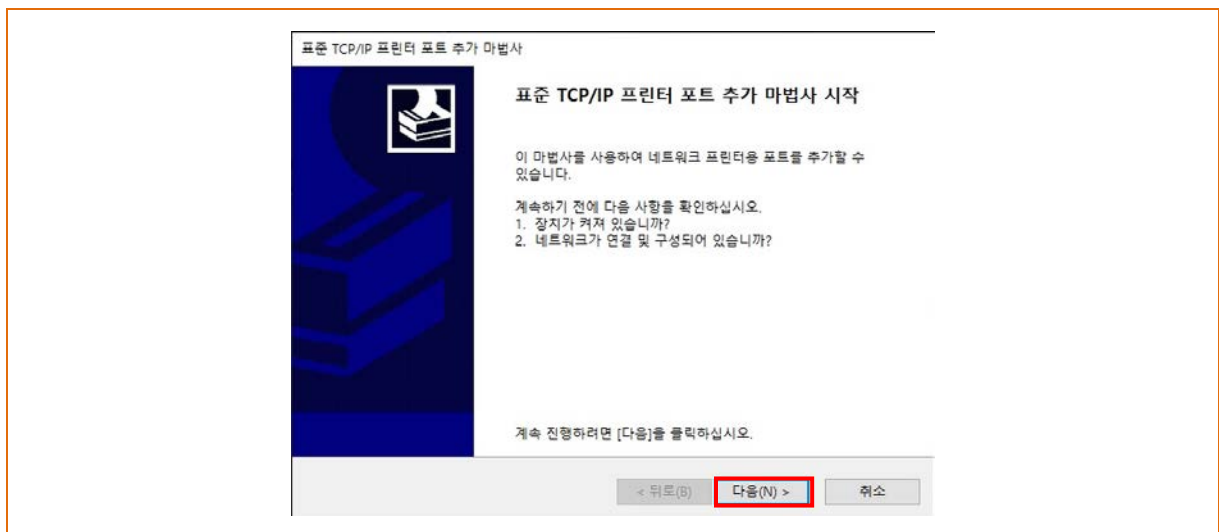 표준 TCP/IP 프린터 포트 추가 마법사
표준 TCP/IP 프린터 포트 추가 마법사 시작
이 마법사를 사용하여 네트워크 프린터용 포트를 추가할 수
있습니다.
계속하기 전에 다음 사항을 확인하십시오.
1. 장치가 켜져 있습니까?
2. 네트워크가 연결 및 구성되어 있습니까?
계속 진행하려면 [다음]을 클릭하십시오.
< 뒤로(B) 다음(N) > 취소